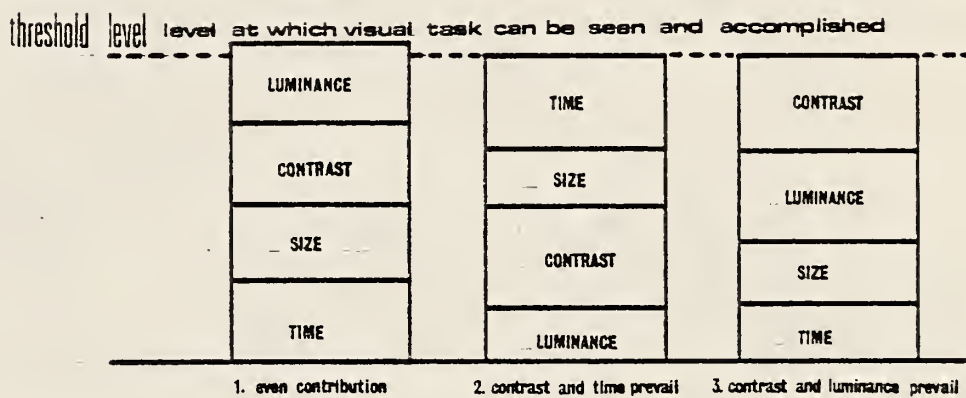 threshold level level at which visual task can be seen and accomplished
LUMINANCE
CONTRAST
SIZE
TIME
1. even contribution
TIME
SIZE
CONTRAST
LUMINANCE
2. contrast and time prevail
CONTRAST
LUMINANCE
SIZE
TIME
3. contrast and luminance prevail